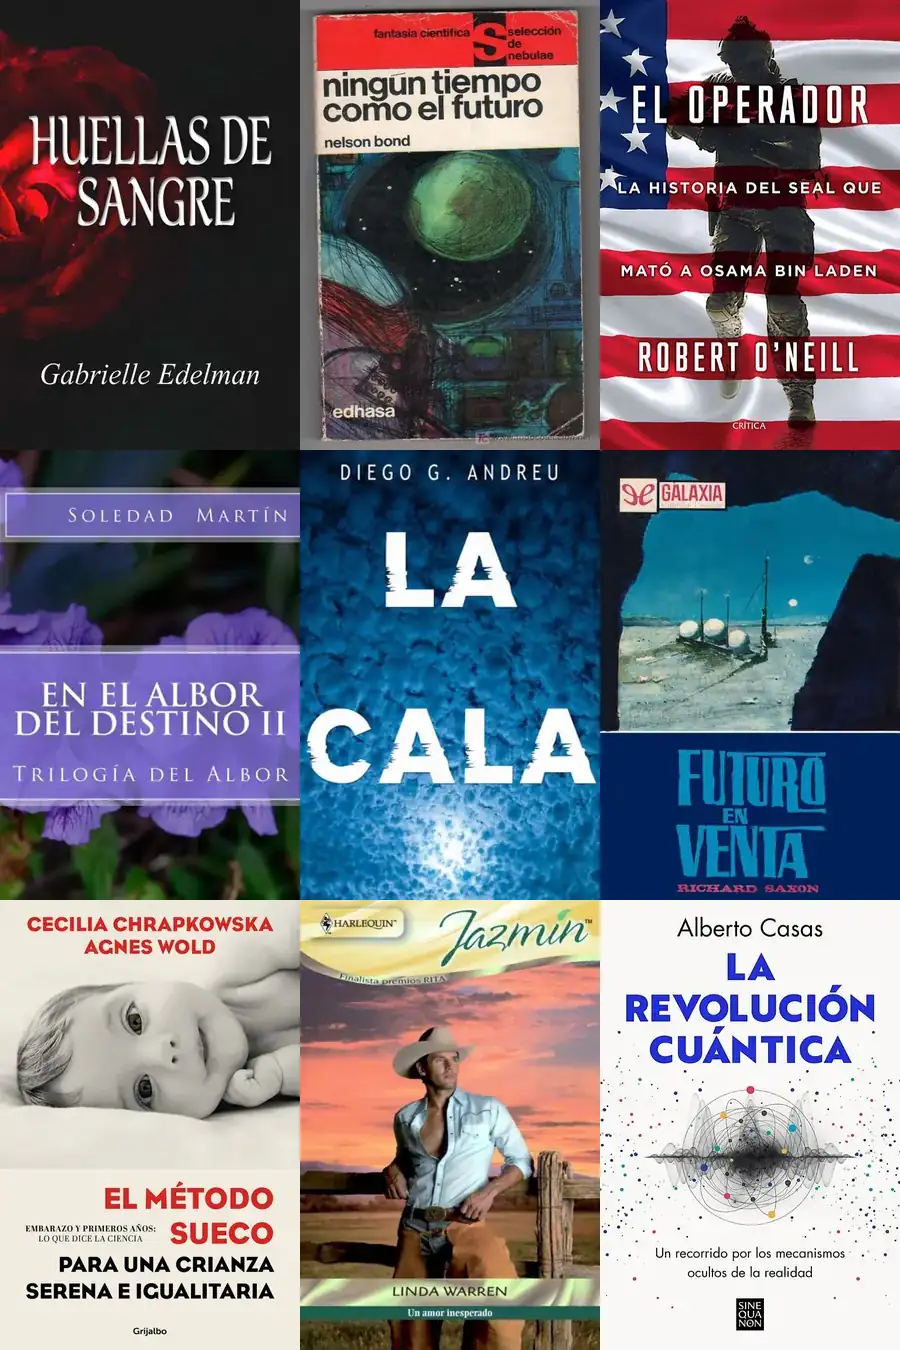 HUELLAS DE
SANGRE
Gabrielle Edelman
fantasía científica
S
selección
de
nebulae
ningún tiempo
como el futuro
nelson bond
edhasa
EL OPERADOR
LA HISTORIA DEL SEAL QUE
MATÓ A OSAMA BIN LADEN
ROBERT O'NEILL
CRÍTICA
SOLEDAD MARTÍN
EN EL ALBOR
DEL DESTINO II
TRILOGÍA DEL ALBOR
DIEGO G. ANDREU
LA
CALA
GALAXIA
FUTURO
EN
VENTA
RICHARD SAXON
CECILIA CHRAPKOWSKA
AGNES WOLD
EL MÉTODO
SUECO
EMBARAZO Y PRIMEROS AÑOS:
LO QUE DICE LA CIENCIA
PARA UNA CRIANZA
SERENA E IGUALITARIA
Grijalbo
HARLEQUIN™
Jazmín™
Finalista premios RITA
LINDA WARREN
Un amor inesperado
Alberto Casas
LA
REVOLUCIÓN
CUÁNTICA
Un recorrido por los mecanismos
ocultos de la realidad
SINE
QUA
NON